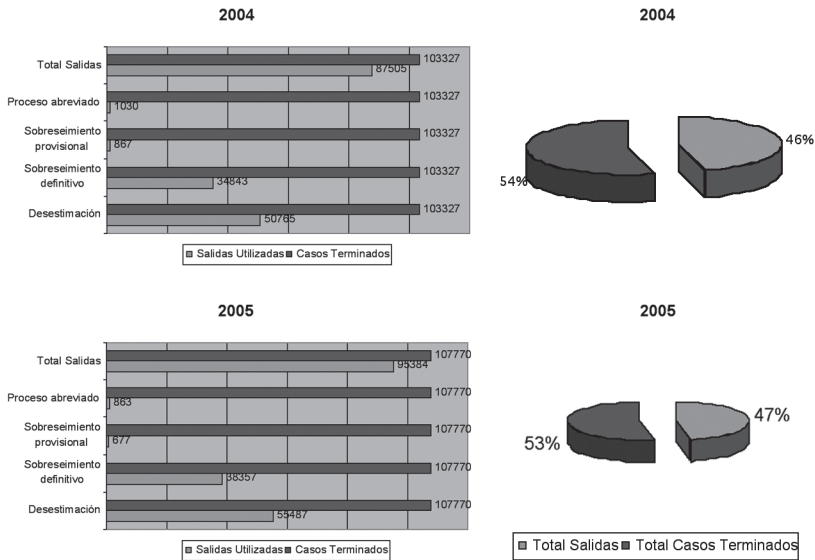 2004
Total Salidas
103327
87505
Proceso abreviado
103327
1030
Sobreseimiento
provisional
103327
867
Sobreseimiento
definitivo
103327
34843
Desestimación
103327
50765
Salidas Utilizadas Casos Terminados
2004
46%
54%
2005
Total Salidas
107770
95384
Proceso abreviado
107770
863
Sobreseimiento
provisional
107770
677
Sobreseimiento
definitivo
107770
38357
Desestimación
107770
55487
Salidas Utilizadas Casos Terminados
2005
47%
53%
Total Salidas Total Casos Terminados